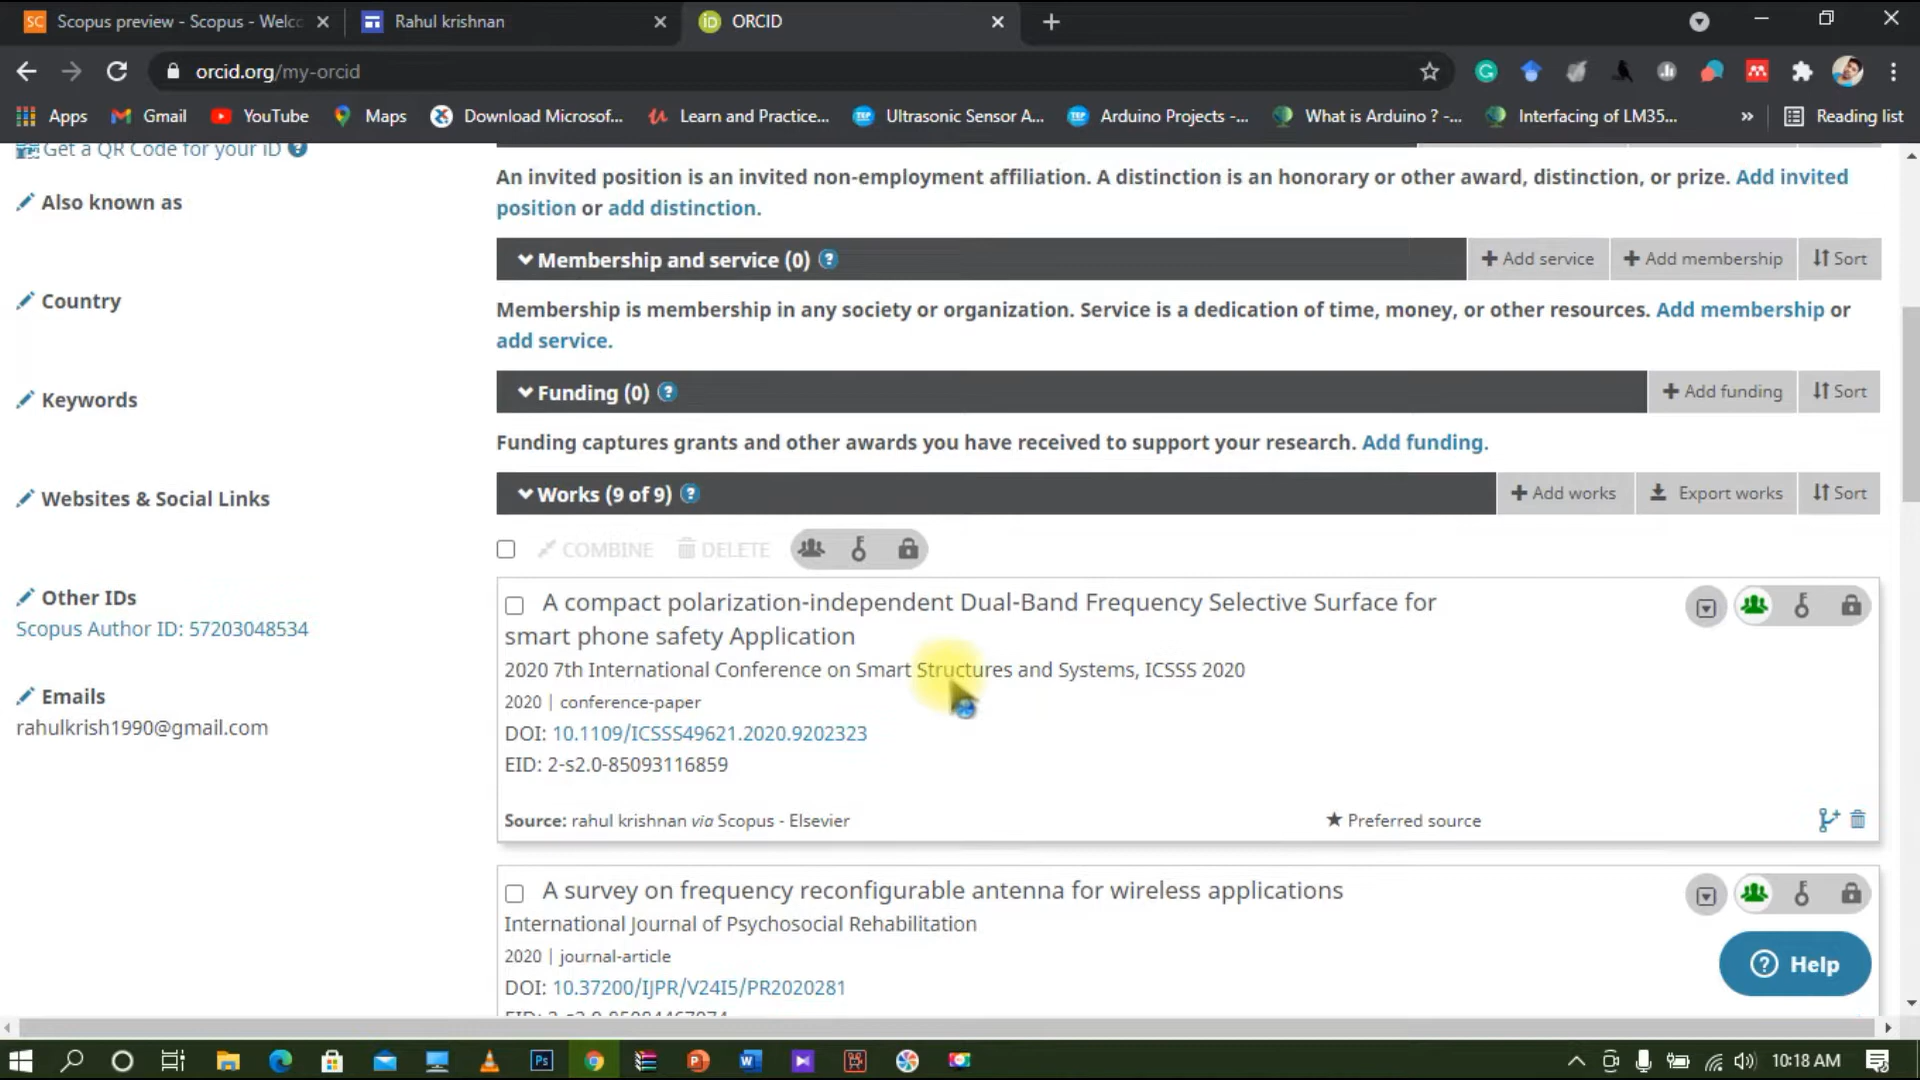 Scopus preview - Scopus - Welc
Rahul krishnan
ORCID
orcid.org/my-orcid
Apps
Gmail
YouTube
Maps
Download Microsof...
Learn and Practice...
Ultrasonic Sensor A...
Arduino Projects -...
What is Arduino ? -...
Interfacing of LM35...
»
Reading list
Get a QR Code for your iD ?
Also known as
Country
Keywords
Websites & Social Links
Other IDs
Scopus Author ID: 57203048534
Emails
rahulkrish1990@gmail.com
An invited position is an invited non-employment affiliation. A distinction is an honorary or other award, distinction, or prize. Add invited
position or add distinction.
Membership and service (0) ?
+ Add service
+ Add membership
Sort
Membership is membership in any society or organization. Service is a dedication of time, money, or other resources. Add membership or
add service.
Funding (0) ?
+ Add funding
Sort
Funding captures grants and other awards you have received to support your research. Add funding.
Works (9 of 9) ?
+ Add works
Export works
Sort
COMBINE
DELETE
A compact polarization-independent Dual-Band Frequency Selective Surface for
smart phone safety Application
2020 7th International Conference on Smart Structures and Systems, ICSSS 2020
2020 | conference-paper
DOI: 10.1109/ICSSS49621.2020.9202323
EID: 2-s2.0-85093116859
Source: rahul krishnan via Scopus - Elsevier
★ Preferred source
A survey on frequency reconfigurable antenna for wireless applications
International Journal of Psychosocial Rehabilitation
2020 | journal-article
DOI: 10.37200/IJPR/V24I5/PR2020281
? Help
10:18 AM